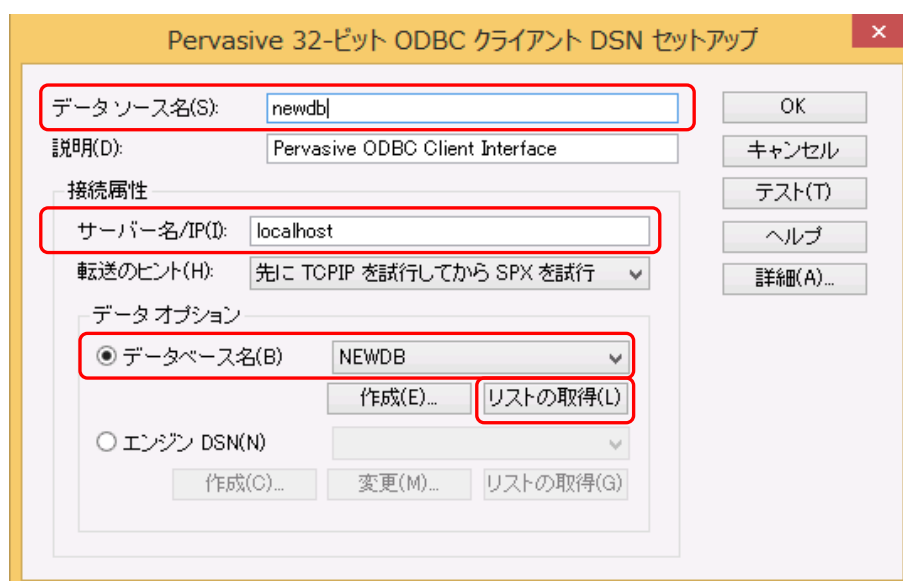 Pervasive 32-ビット ODBC クライアント DSN セットアップ
×
データ ソース名(S): newdb
OK
説明(D): Pervasive ODBC Client Interface
キャンセル
接続属性
テスト(T)
サーバー名/IP(I): localhost
ヘルプ
転送のヒント(H): 先に TCPIP を試行してから SPX を試行
詳細(A)...
データ オプション
データベース名(B) NEWDB
作成(E)... リストの取得(L)
エンジン DSN(N)
作成(C)... 変更(M)... リストの取得(G)